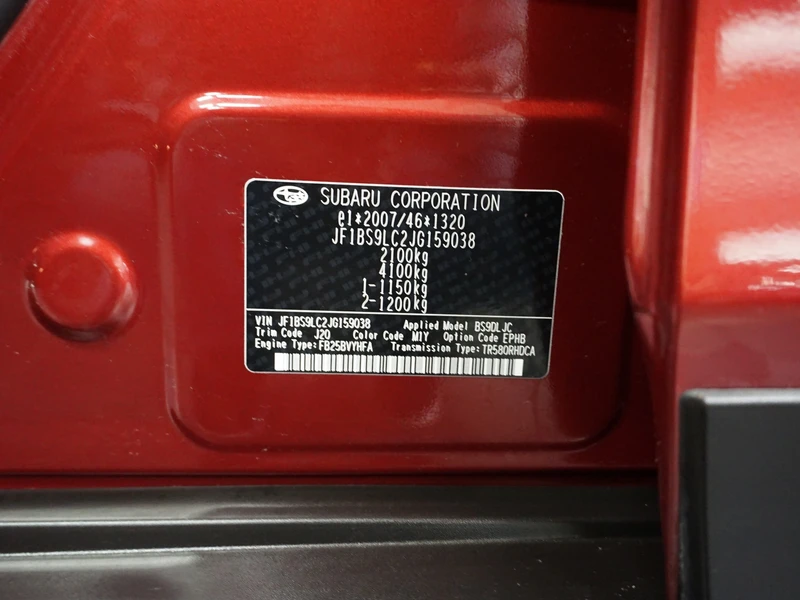 SUBARU CORPORATION
e1*2007/46*1320
JF1BS9LC2JG159038
2100kg
4100kg
1-1150kg
2-1200kg
VIN JF1BS9LC2JG159038 Applied Model BS9DLJC
Trim Code J20 Color Code M1Y Option Code EPHB
Engine Type:FB25BVYHFA Transmission Type:TR580RHDCA